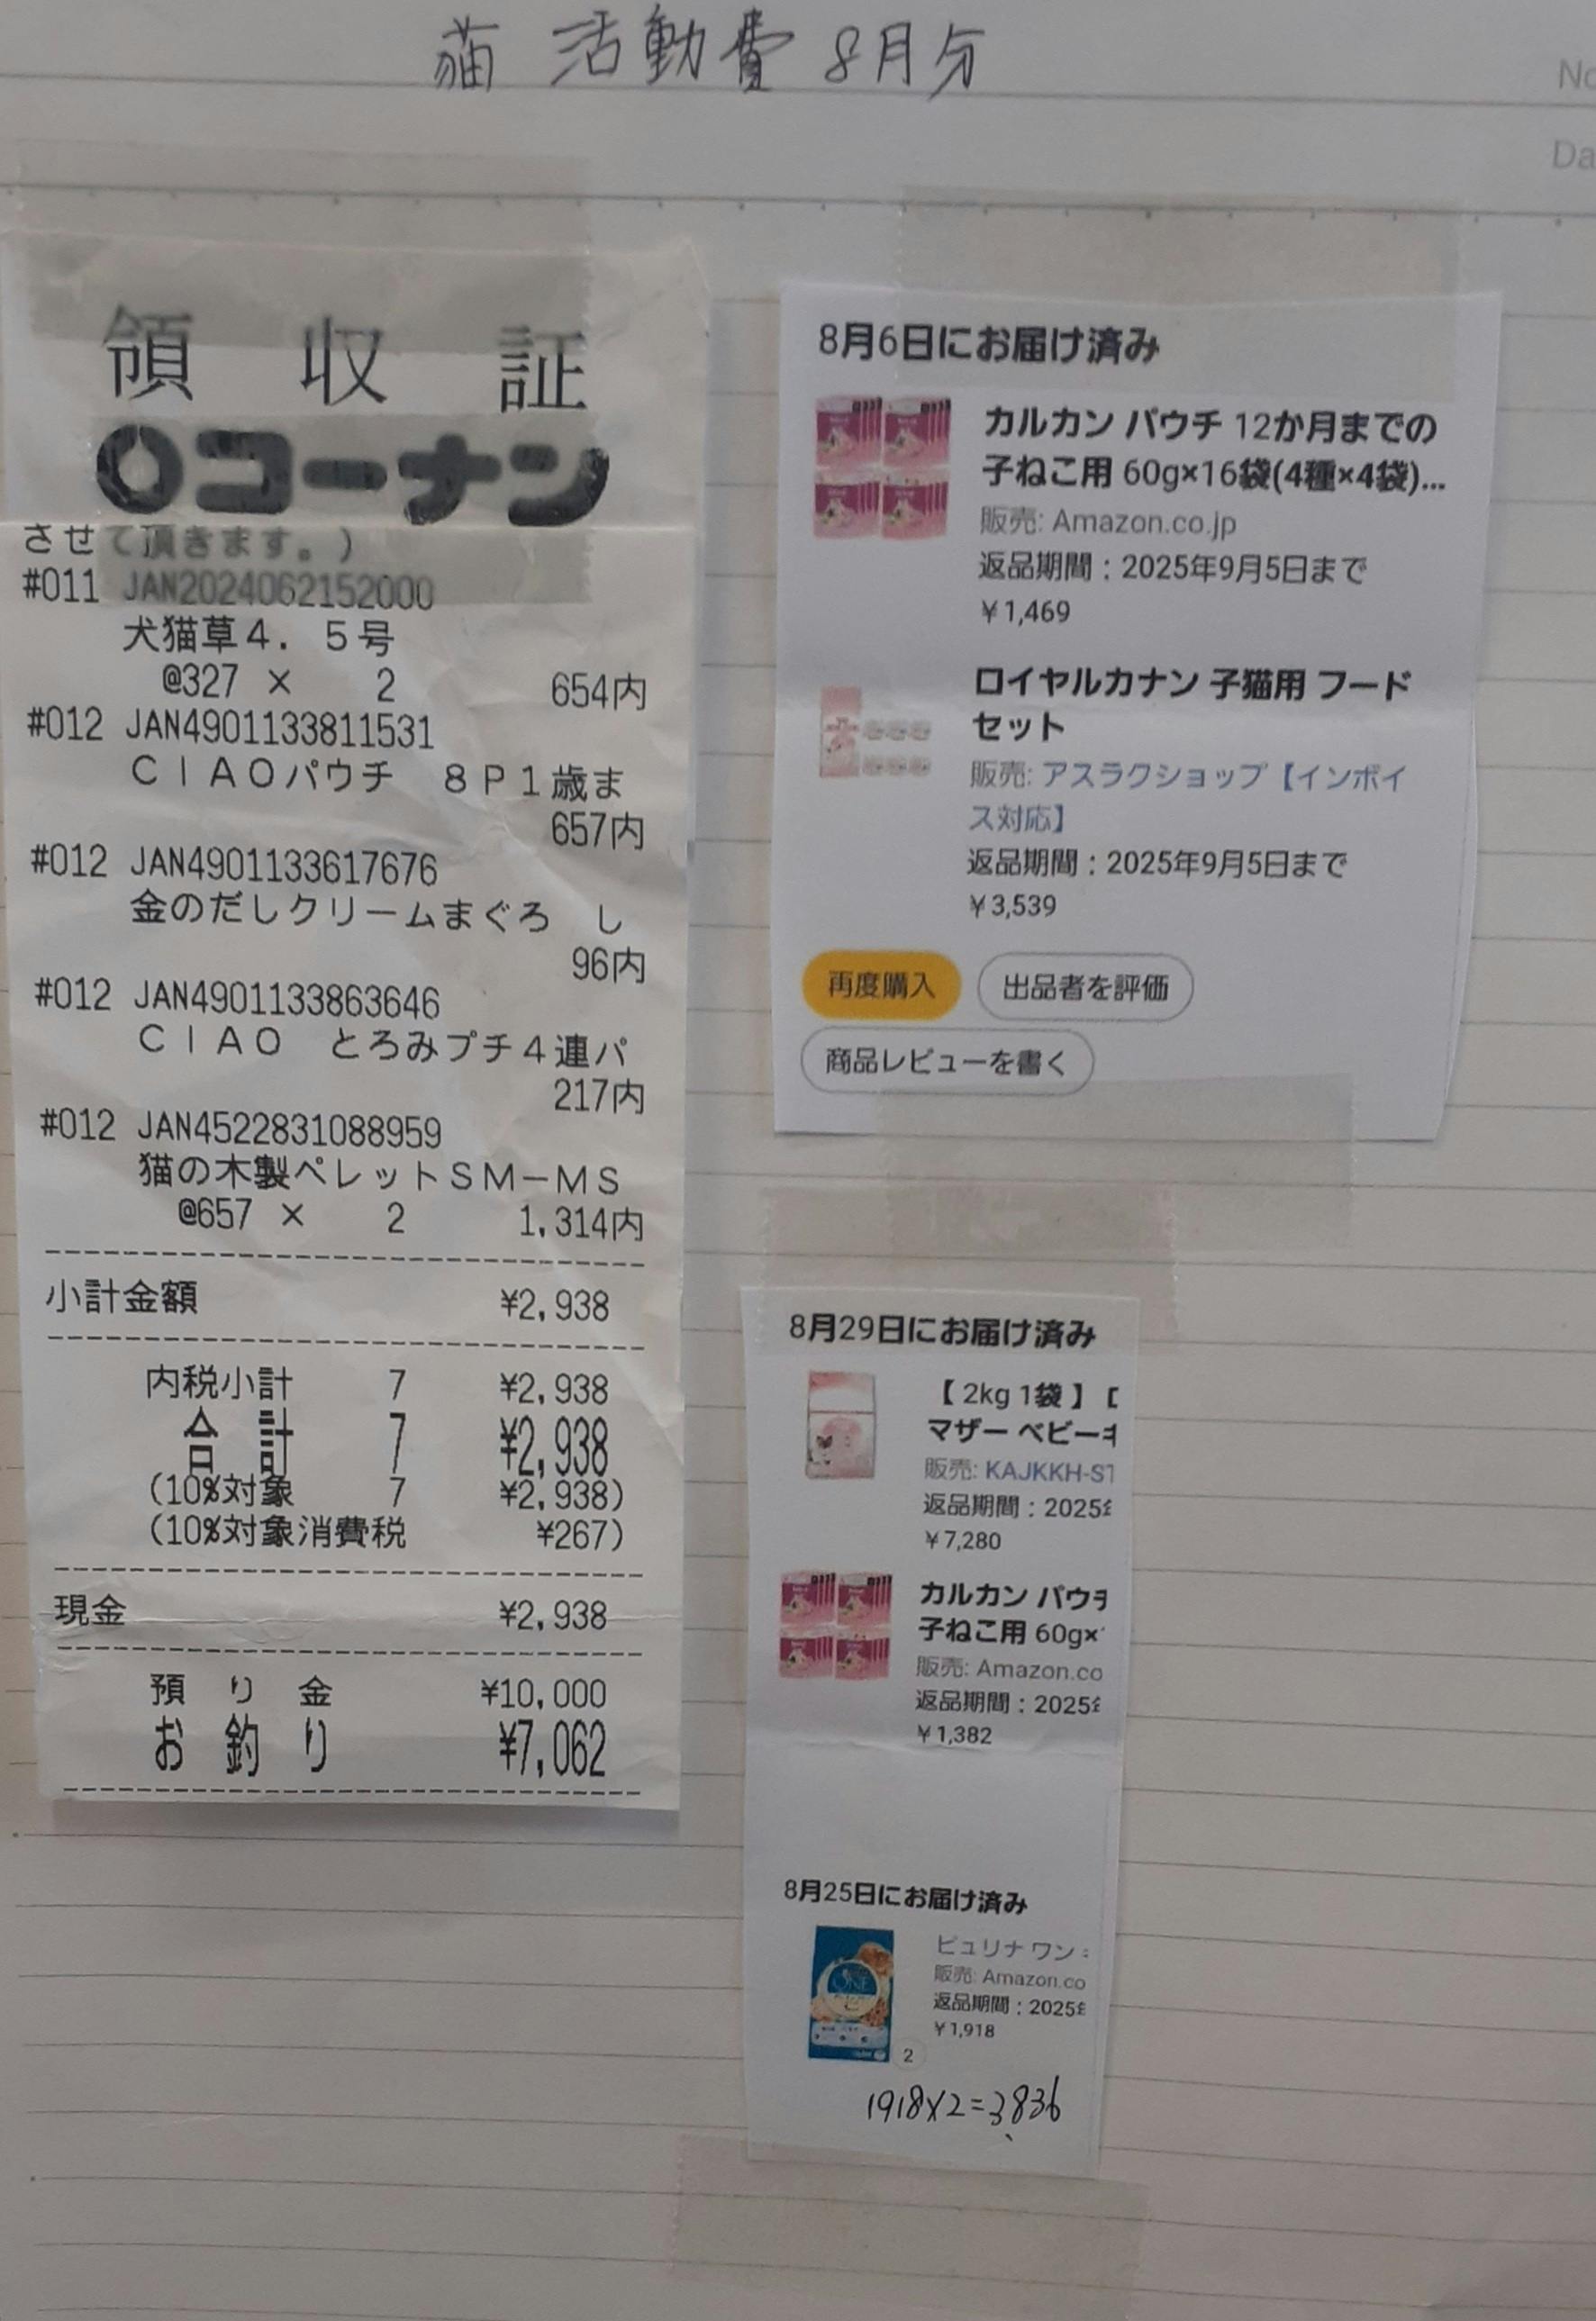 猫 活動費 8月分
No
Da
領 収 証
コーナン
させて頂きます。)
#011 JAN2024062152000
犬猫草4.5号
@327 × 2 654内
#012 JAN4901133811531
CIAOパウチ 8P1歳ま
657内
#012 JAN4901133617676
金のだしクリームまぐろ し
96内
#012 JAN4901133863646
CIAO とろみプチ4連パ
217内
#012 JAN4522831088959
猫の木製ペレットSM-MS
@657 × 2 1,314内
小計金額 ¥2,938
内税小計 7 ¥2,938
合 計 7 ¥2,938
(10%対象 7 ¥2,938)
(10%対象消費税 ¥267)
現金 ¥2,938
預 り 金 ¥10,000
お 釣 り ¥7,062
8月6日にお届け済み
カルカン パウチ 12か月までの
子ねこ用 60g×16袋(4種×4袋)...
販売: Amazon.co.jp
返品期間：2025年9月5日まで
￥1,469
ロイヤルカナン 子猫用 フード
セット
販売: アスラクショップ【インボイ
ス対応】
返品期間：2025年9月5日まで
￥3,539
再度購入 出品者を評価
商品レビューを書く
8月29日にお届け済み
【 2kg 1袋 】
マザー ベビー
販売: KAJKKH-ST
返品期間：2025
￥7,280
カルカン パウチ
子ねこ用 60g×
販売: Amazon.co
返品期間：2025
￥1,382
8月25日にお届け済み
ピュリナ ワン
販売: Amazon.co
返品期間：2025
￥1,918
ONE
2
1918×2=3836